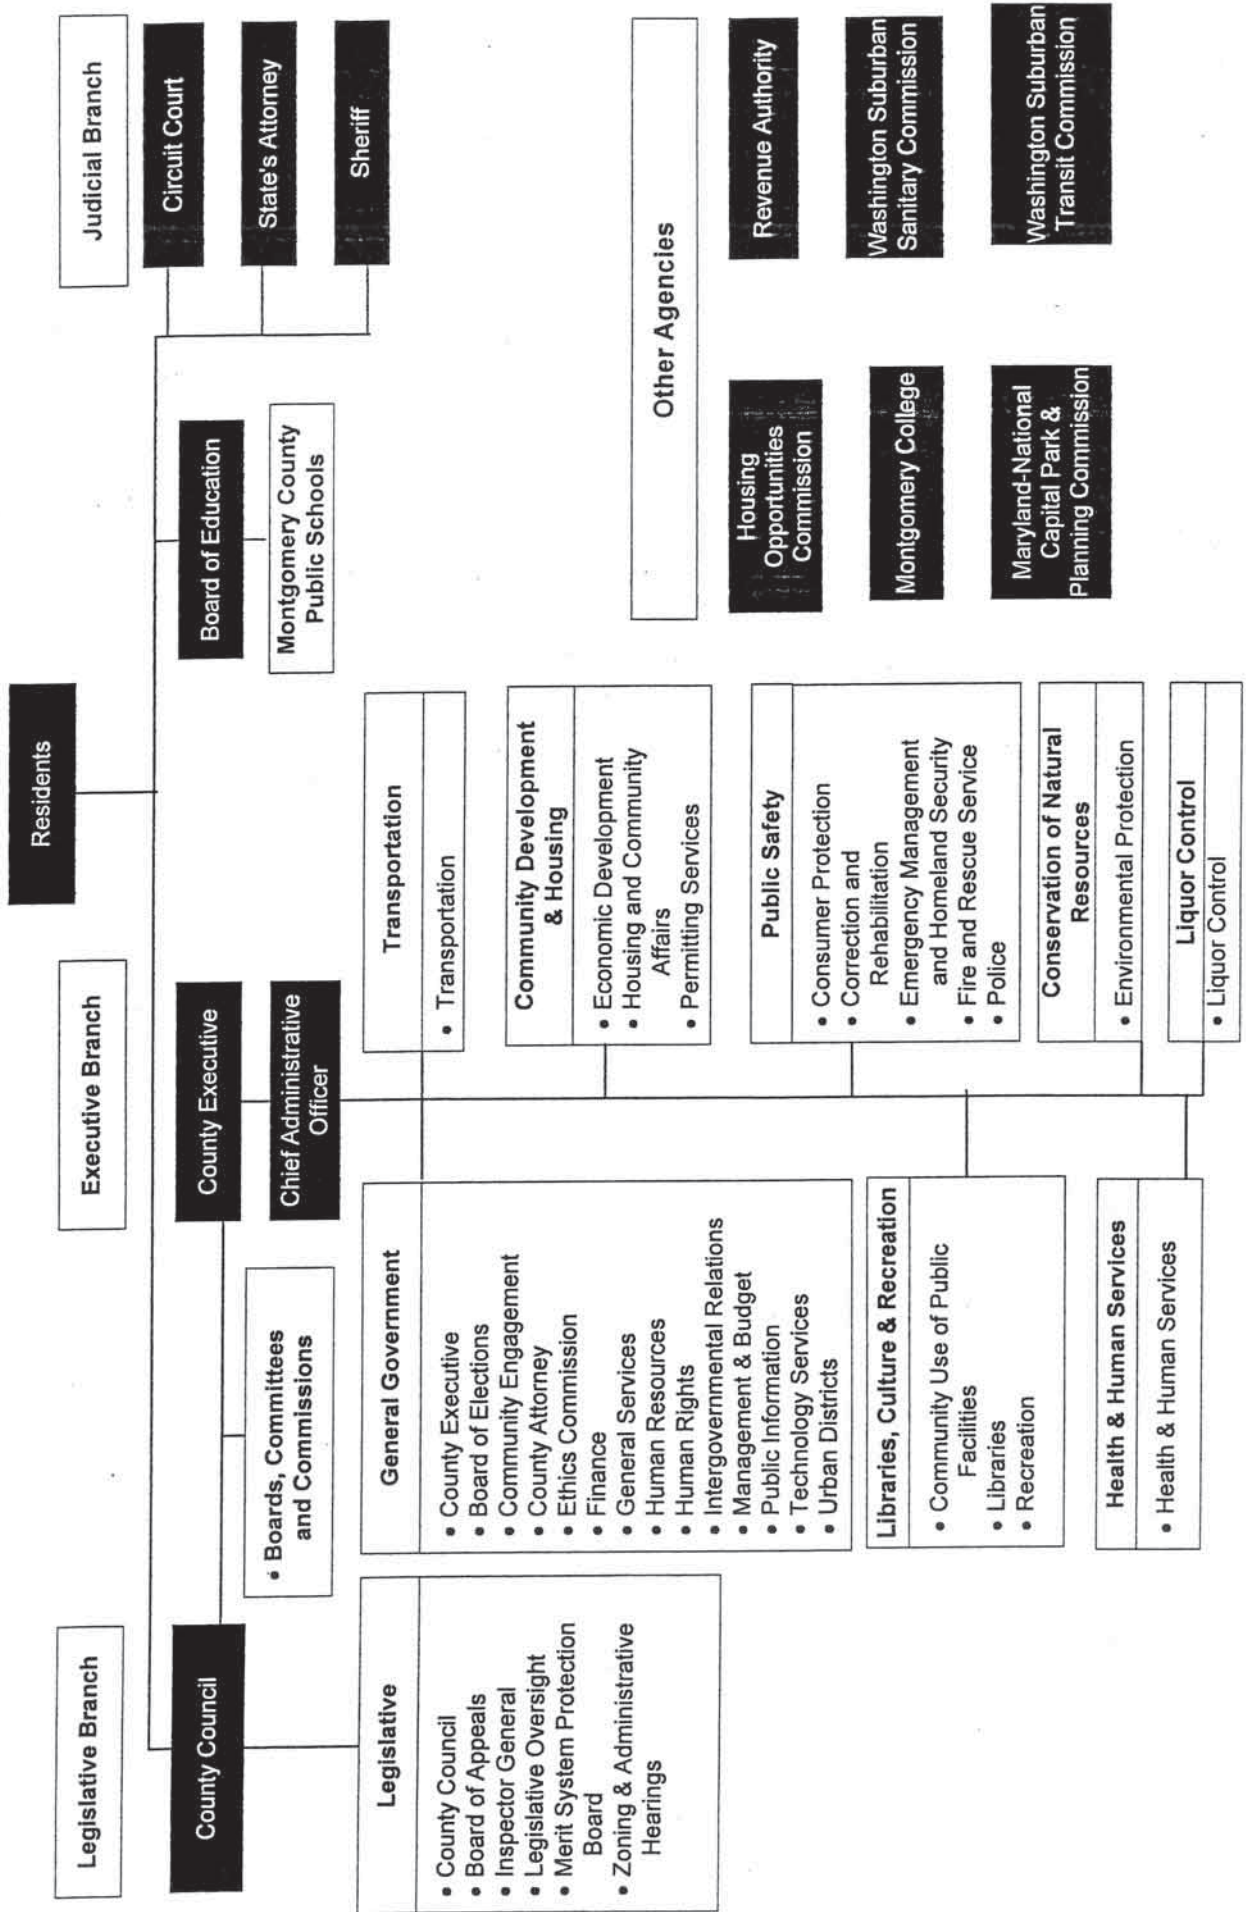 Residents
Legislative Branch
Executive Branch
Judicial Branch
County Council
County Executive
Chief Administrative
Officer
• Boards, Committees
and Commissions
Board of Education
Montgomery County
Public Schools
Circuit Court
State's Attorney
Sheriff
Legislative
• County Council
• Board of Appeals
• Inspector General
• Legislative Oversight
• Merit System Protection
Board
• Zoning & Administrative
Hearings
General Government
• County Executive
• Board of Elections
• Community Engagement
• County Attorney
• Ethics Commission
• Finance
• General Services
• Human Resources
• Human Rights
• Intergovernmental Relations
• Management & Budget
• Public Information
• Technology Services
• Urban Districts
Libraries, Culture & Recreation
• Community Use of Public
Facilities
• Libraries
• Recreation
Health & Human Services
• Health & Human Services
Transportation
• Transportation
Community Development
& Housing
• Economic Development
• Housing and Community
Affairs
• Permitting Services
Public Safety
• Consumer Protection
• Correction and
Rehabilitation
• Emergency Management
and Homeland Security
• Fire and Rescue Service
• Police
Conservation of Natural
Resources
• Environmental Protection
Liquor Control
• Liquor Control
Other Agencies
Housing
Opportunities
Commission
Revenue Authority
Montgomery College
Washington Suburban
Sanitary Commission
Maryland-National
Capital Park &
Planning Commission
Washington Suburban
Transit Commission